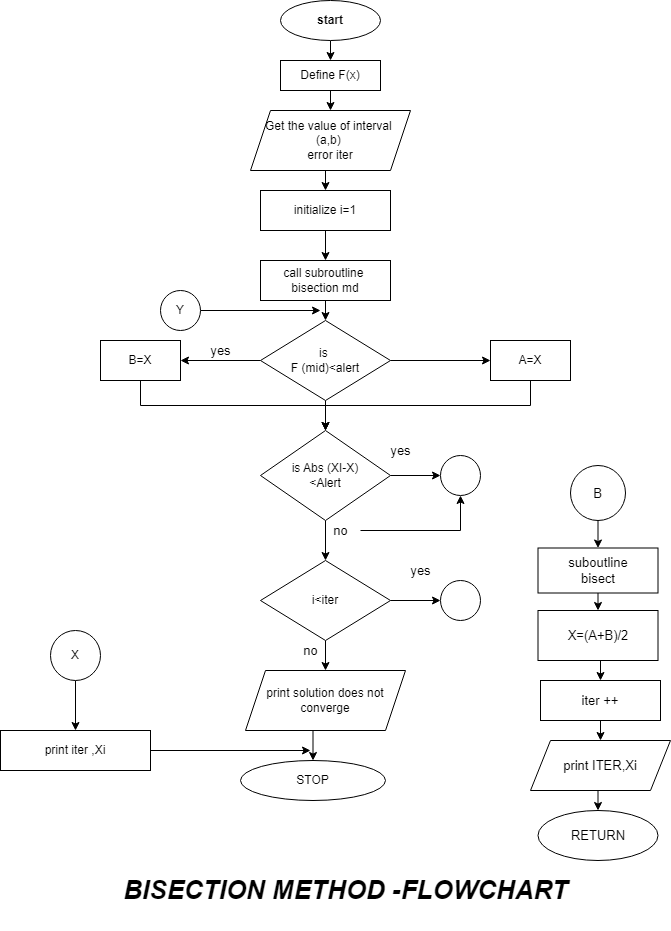 start
Define F(x)
Get the value of interval
(a,b)
error iter
initialize i=1
call subroutline
bisection md
Y
is
F (mid)<alert
yes
B=X
A=X
is Abs (XI-X)
<Alert
yes
no
i<iter
yes
no
print solution does not
converge
X
print iter ,Xi
STOP
B
suboutline
bisect
X=(A+B)/2
iter ++
print ITER,Xi
RETURN
BISECTION METHOD -FLOWCHART